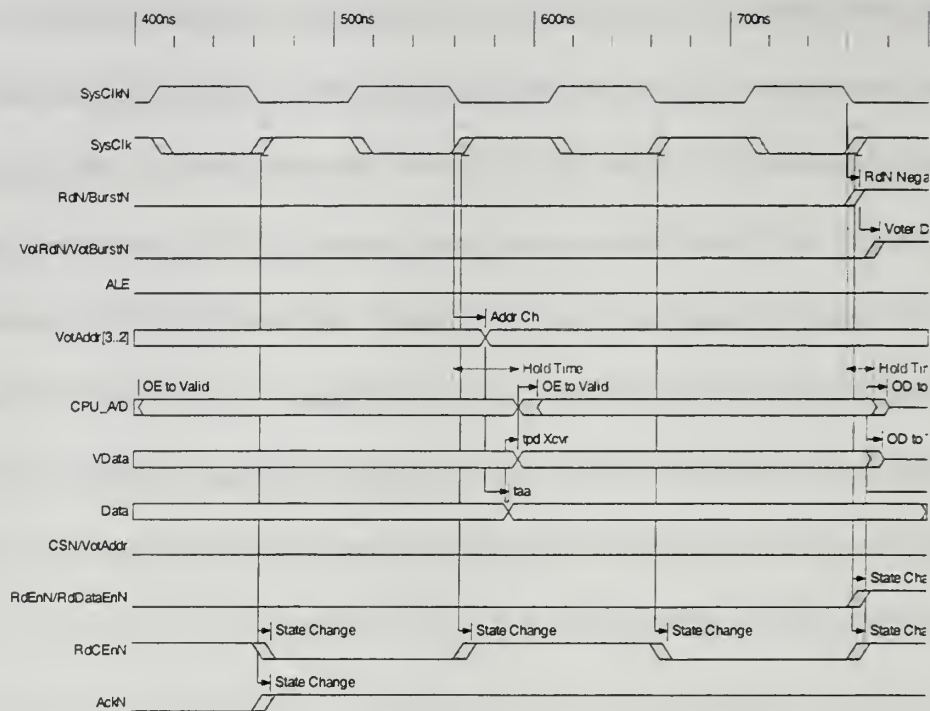 400ns 500ns 600ns 700ns
SysClkN
SysClk
RdN Nega
RdN/BurstN
Voter D
VotRdN/VotBurstN
ALE
Addr Ch
VotAddr[3..2]
Hold Time Hold Tim
OE to Valid OE to Valid OD to
CPU_A/D
tpd Xcvr OD to
VData
taa
Data
CSN/VotAddr
State Cha
RdEnN/RdDataEnN
State Change State Change State Change State Cha
RdCEnN
State Change
AckN